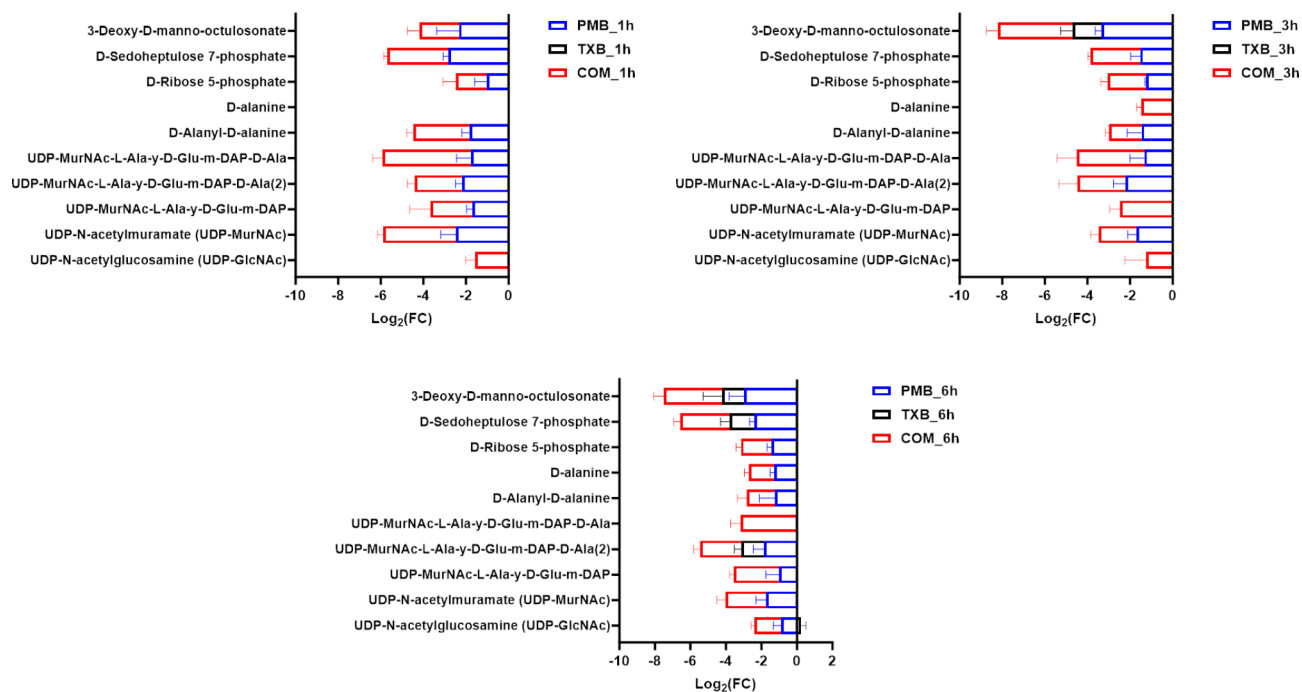 3-Deoxy-D-manno-octulosonate
D-Sedoheptulose 7-phosphate
D-Ribose 5-phosphate
D-alanine
D-Alanyl-D-alanine
UDP-MurNAc-L-Ala-y-D-Glu-m-DAP-D-Ala
UDP-MurNAc-L-Ala-y-D-Glu-m-DAP-D-Ala(2)
UDP-MurNAc-L-Ala-y-D-Glu-m-DAP
UDP-N-acetylmuramate (UDP-MurNAc)
UDP-N-acetylglucosamine (UDP-GlcNAc)
-10 -8 -6 -4 -2 0
Log₂(FC)
PMB_1h
TXB_1h
COM_1h
3-Deoxy-D-manno-octulosonate
D-Sedoheptulose 7-phosphate
D-Ribose 5-phosphate
D-alanine
D-Alanyl-D-alanine
UDP-MurNAc-L-Ala-y-D-Glu-m-DAP-D-Ala
UDP-MurNAc-L-Ala-y-D-Glu-m-DAP-D-Ala(2)
UDP-MurNAc-L-Ala-y-D-Glu-m-DAP
UDP-N-acetylmuramate (UDP-MurNAc)
UDP-N-acetylglucosamine (UDP-GlcNAc)
-10 -8 -6 -4 -2 0
Log₂(FC)
PMB_3h
TXB_3h
COM_3h
3-Deoxy-D-manno-octulosonate
D-Sedoheptulose 7-phosphate
D-Ribose 5-phosphate
D-alanine
D-Alanyl-D-alanine
UDP-MurNAc-L-Ala-y-D-Glu-m-DAP-D-Ala
UDP-MurNAc-L-Ala-y-D-Glu-m-DAP-D-Ala(2)
UDP-MurNAc-L-Ala-y-D-Glu-m-DAP
UDP-N-acetylmuramate (UDP-MurNAc)
UDP-N-acetylglucosamine (UDP-GlcNAc)
-10 -8 -6 -4 -2 0 2
Log₂(FC)
PMB_6h
TXB_6h
COM_6h